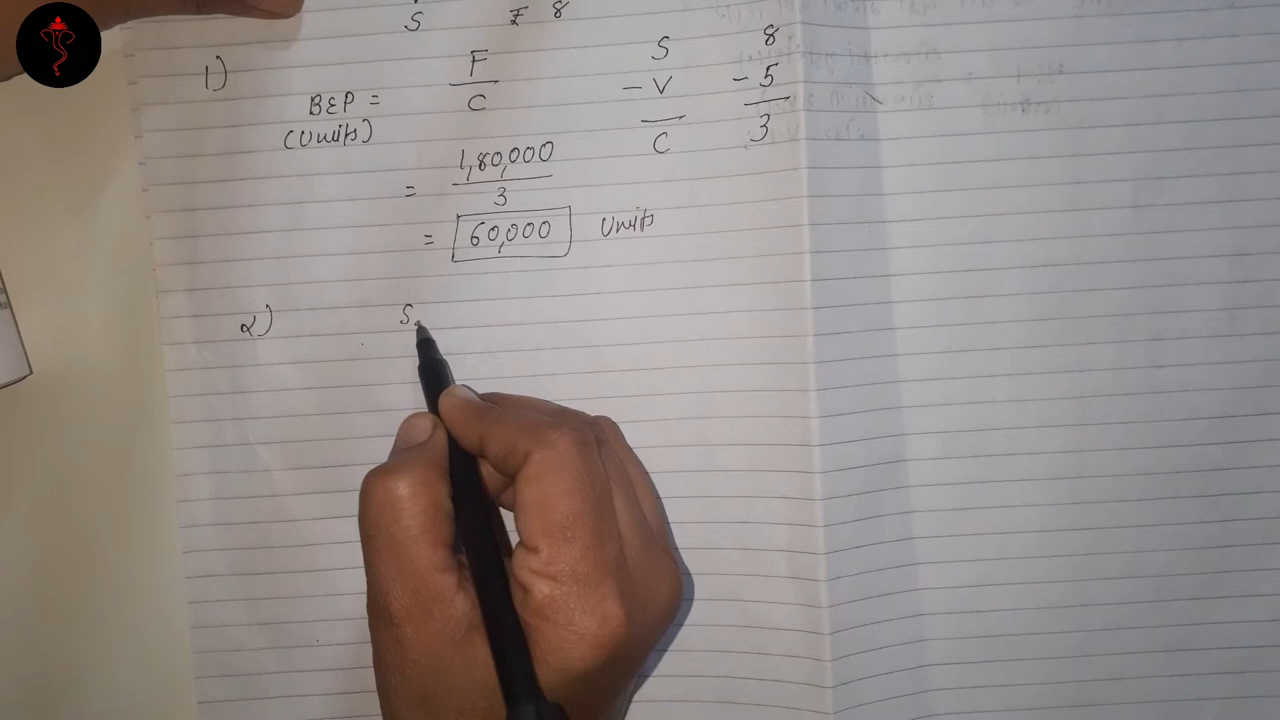 S ₹ 8
1) BEP = F/C S 8
(Units) - V - 5
C 3
= 1,80,000/3
= 60,000 Units
2) S